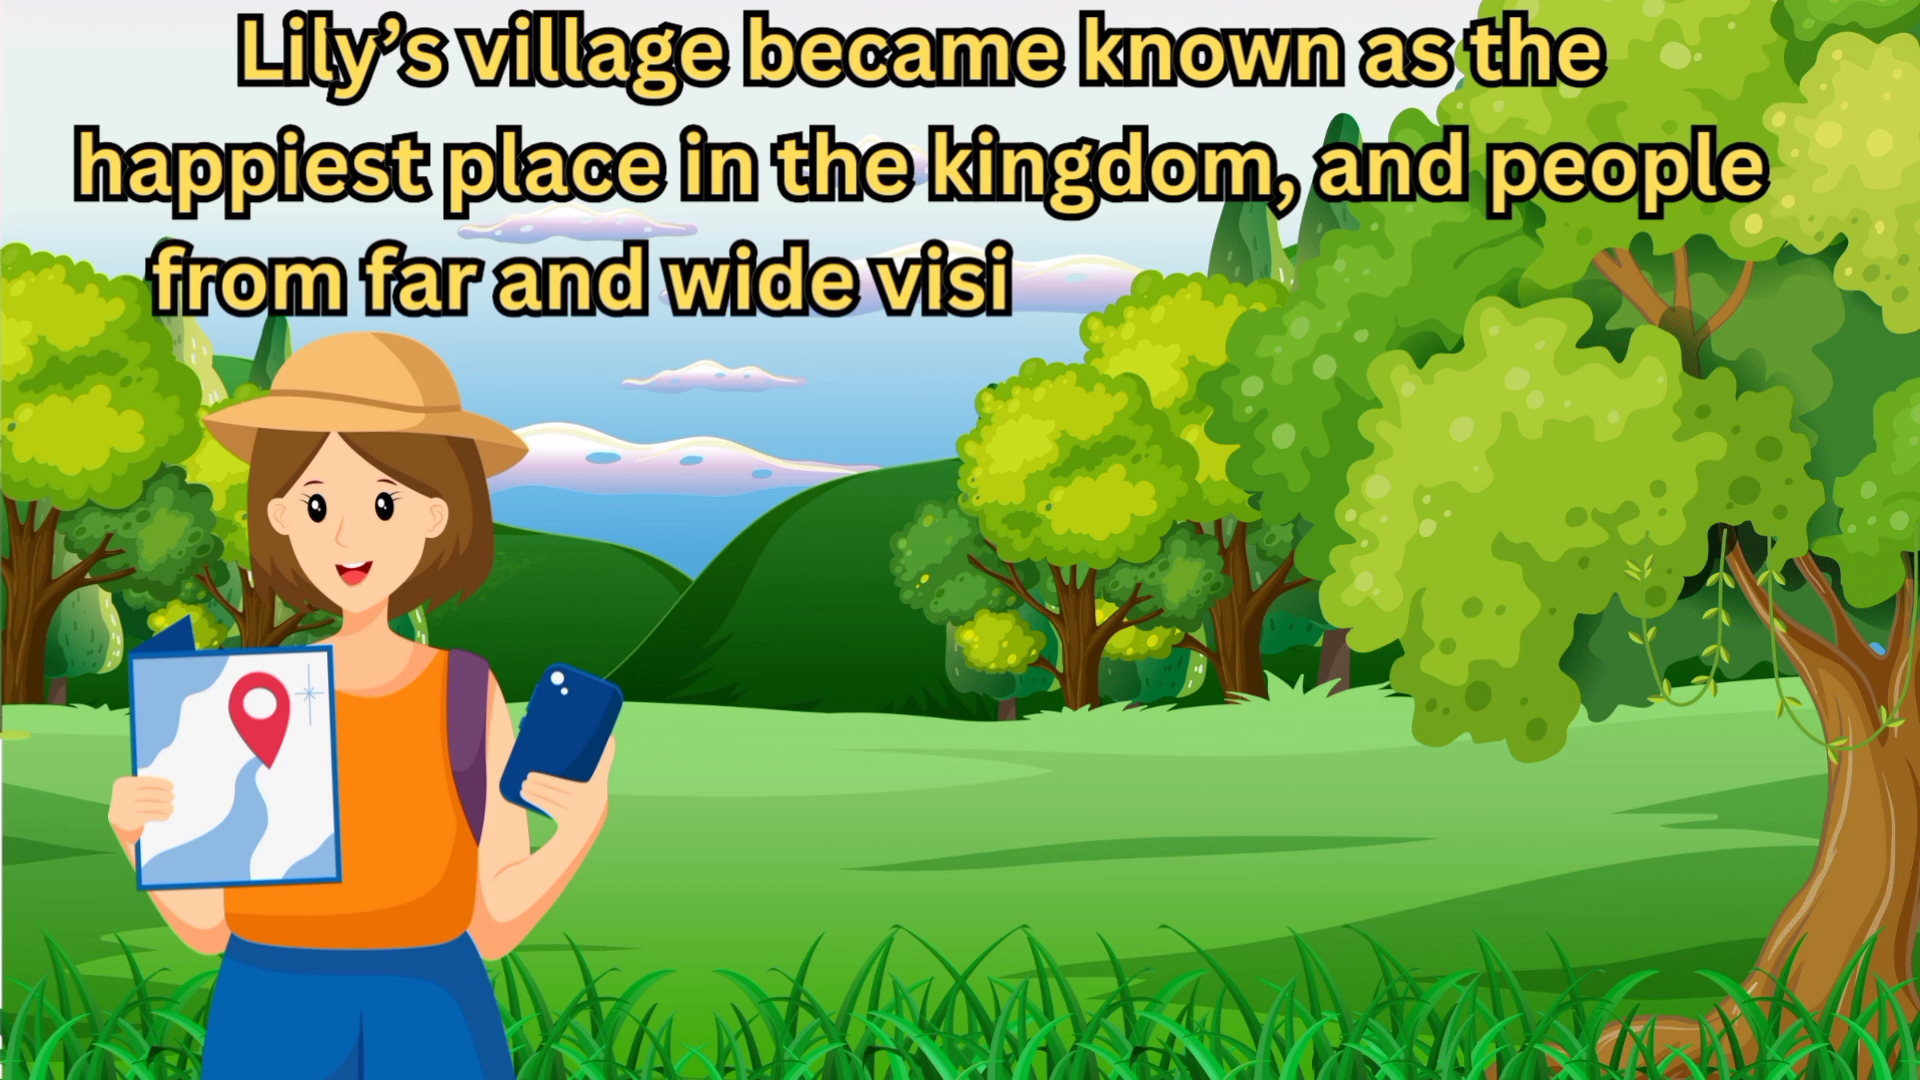 Lily’s village became known as the
happiest place in the kingdom, and people
from far and wide visi